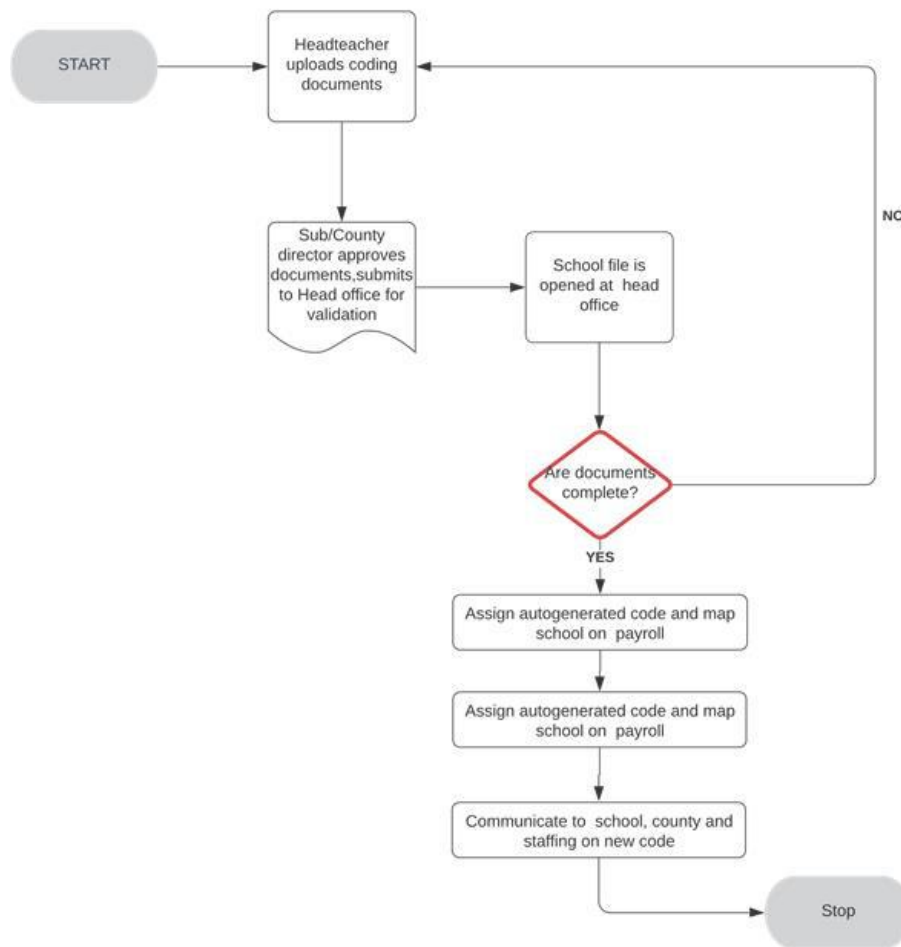 START
Headteacher
uploads coding
documents
Sub/County
director approves
documents,submits
to Head office for
validation
School file is
opened at head
office
NO
Are documents
complete?
YES
Assign autogenerated code and map
school on payroll
Assign autogenerated code and map
school on payroll
Communicate to school, county and
staffing on new code
Stop